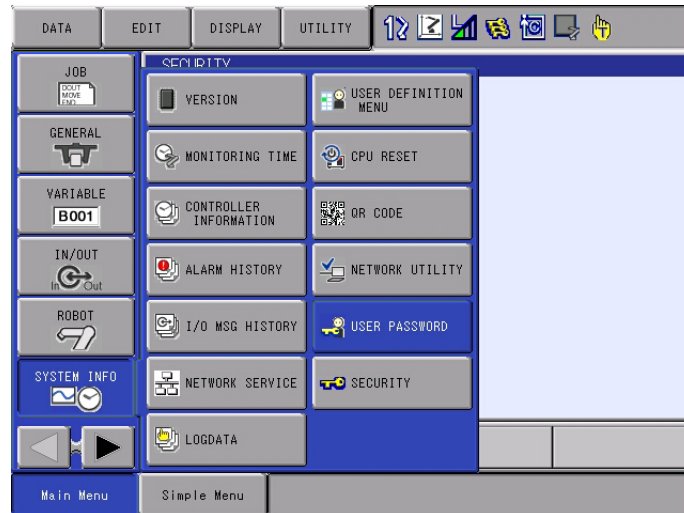 DATA
EDIT
DISPLAY
UTILITY
SECURITY
JOB
DOUT
MOVE
END
GENERAL
VARIABLE
B001
IN/OUT
In
Out
ROBOT
SYSTEM INFO
VERSION
MONITORING TIME
CONTROLLER
INFORMATION
ALARM HISTORY
I/O MSG HISTORY
NETWORK SERVICE
LOGDATA
USER DEFINITION
MENU
CPU RESET
QR CODE
NETWORK UTILITY
USER PASSWORD
SECURITY
Main Menu
Simple Menu